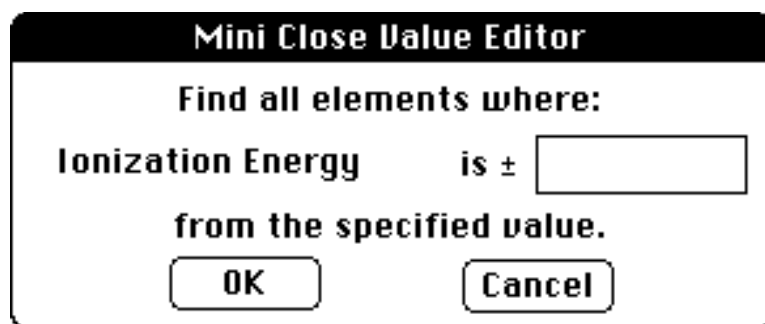 Mini Close Value Editor
Find all elements where:
Ionization Energy is ±
from the specified value.
OK Cancel